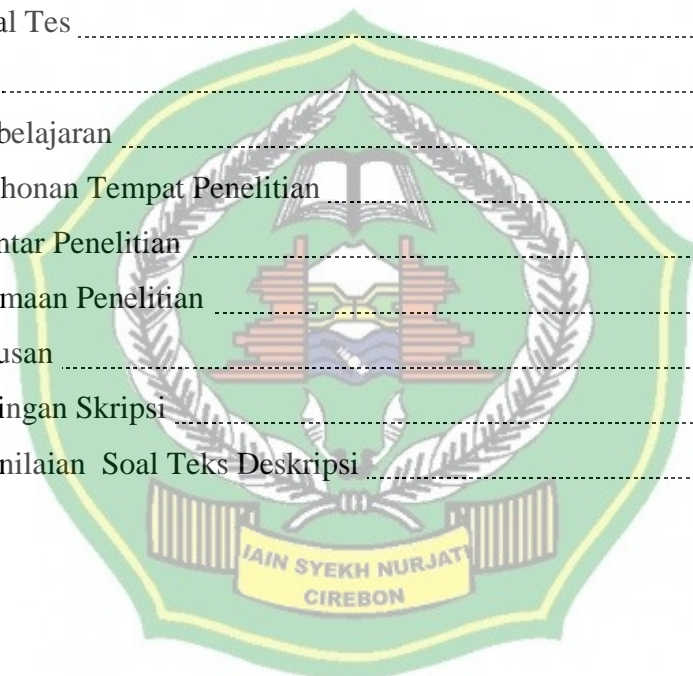 al Tes
belajaran
honan Tempat Penelitian
ntar Penelitian
maan Penelitian
usan
ingan Skripsi
nilaian Soal Teks Deskripsi
IAIN SYEKH NURJATI
CIREBON